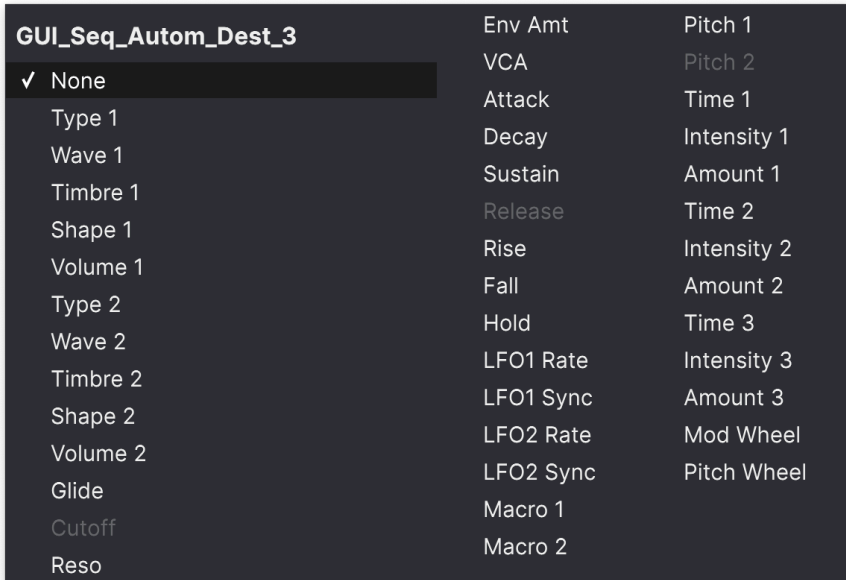 GUI_Seq_Autom_Dest_3
✓ None
Type 1
Wave 1
Timbre 1
Shape 1
Volume 1
Type 2
Wave 2
Timbre 2
Shape 2
Volume 2
Glide
Cutoff
Reso
Env Amt
VCA
Attack
Decay
Sustain
Release
Rise
Fall
Hold
LFO1 Rate
LFO1 Sync
LFO2 Rate
LFO2 Sync
Macro 1
Macro 2
Pitch 1
Pitch 2
Time 1
Intensity 1
Amount 1
Time 2
Intensity 2
Amount 2
Time 3
Intensity 3
Amount 3
Mod Wheel
Pitch Wheel